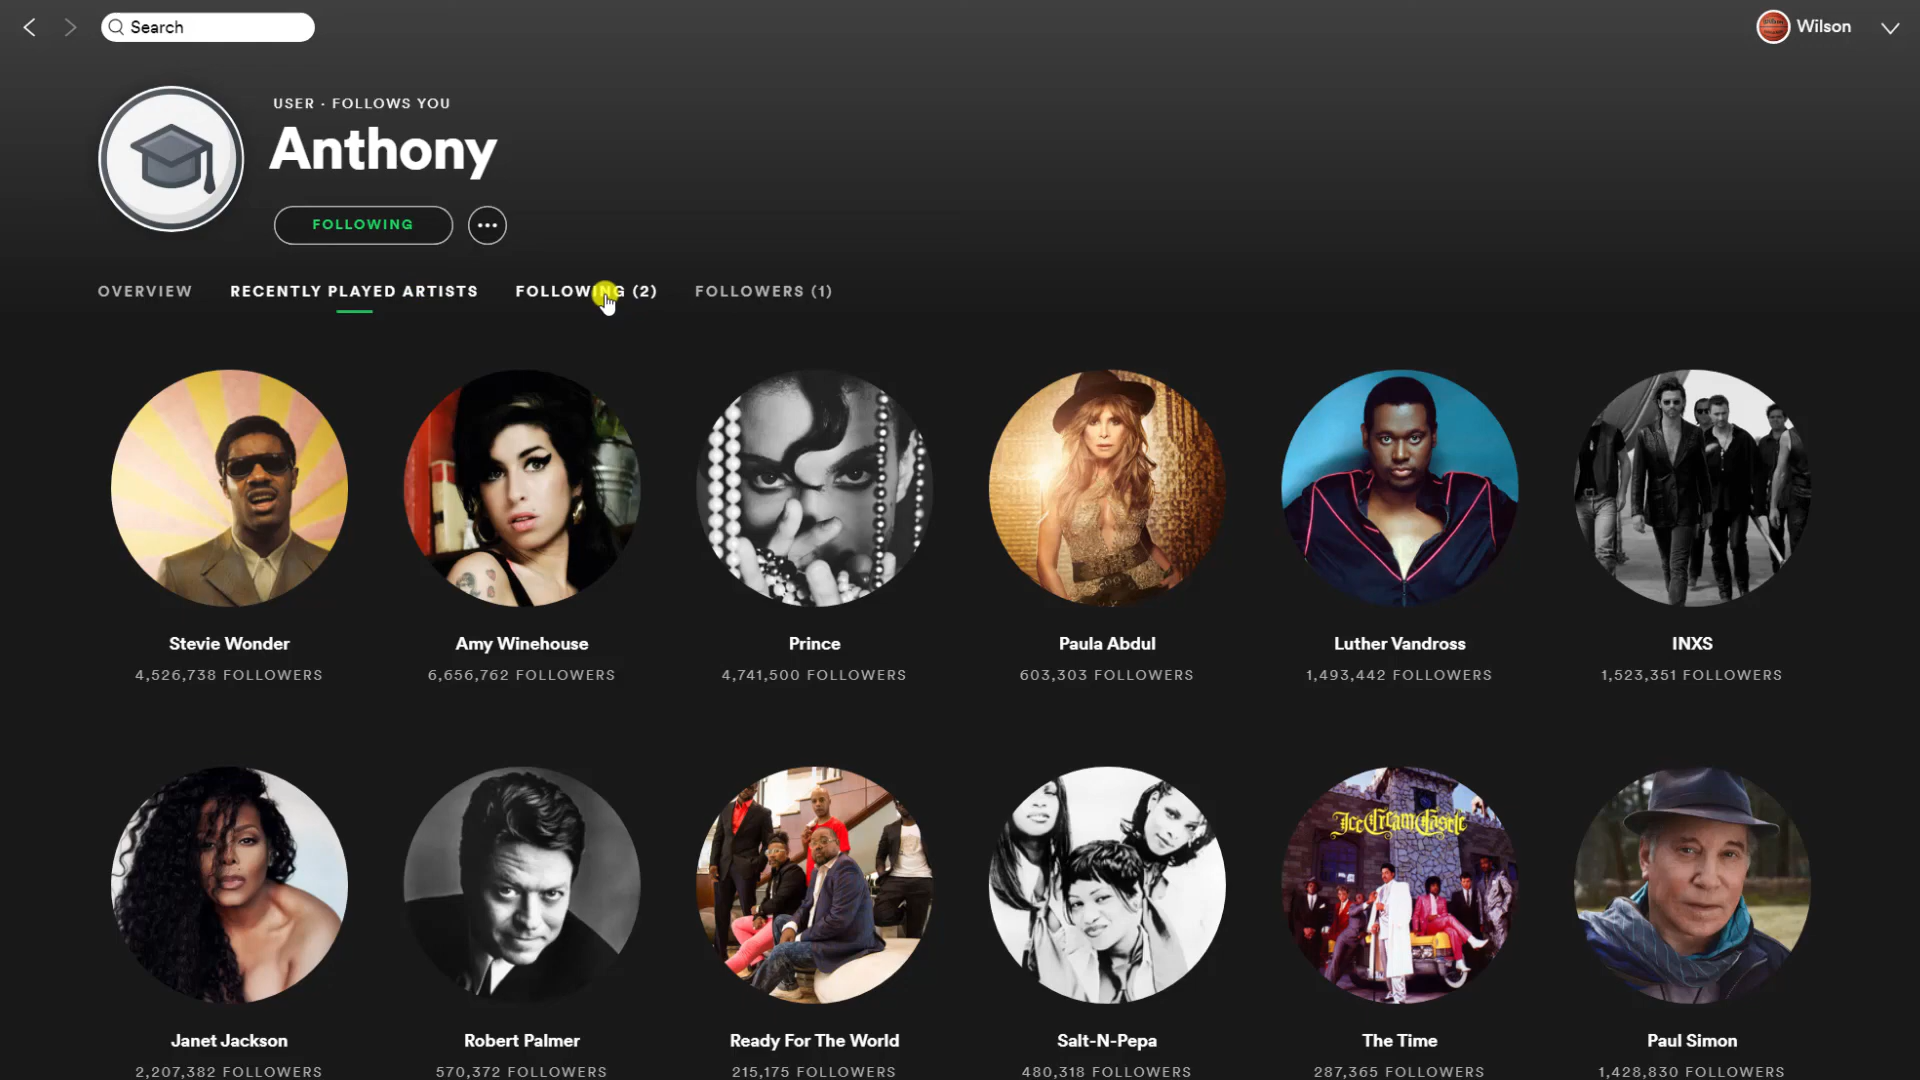 Search
Wilson
USER · FOLLOWS YOU
Anthony
FOLLOWING
OVERVIEW RECENTLY PLAYED ARTISTS FOLLOWING (2) FOLLOWERS (1)
Stevie Wonder Amy Winehouse Prince Paula Abdul Luther Vandross INXS
4,526,738 FOLLOWERS 6,656,762 FOLLOWERS 4,741,500 FOLLOWERS 603,303 FOLLOWERS 1,493,442 FOLLOWERS 1,523,351 FOLLOWERS
Ice Cream Castle
Janet Jackson Robert Palmer Ready For The World Salt-N-Pepa The Time Paul Simon
2,207,382 FOLLOWERS 570,372 FOLLOWERS 215,175 FOLLOWERS 480,318 FOLLOWERS 287,365 FOLLOWERS 1,428,830 FOLLOWERS